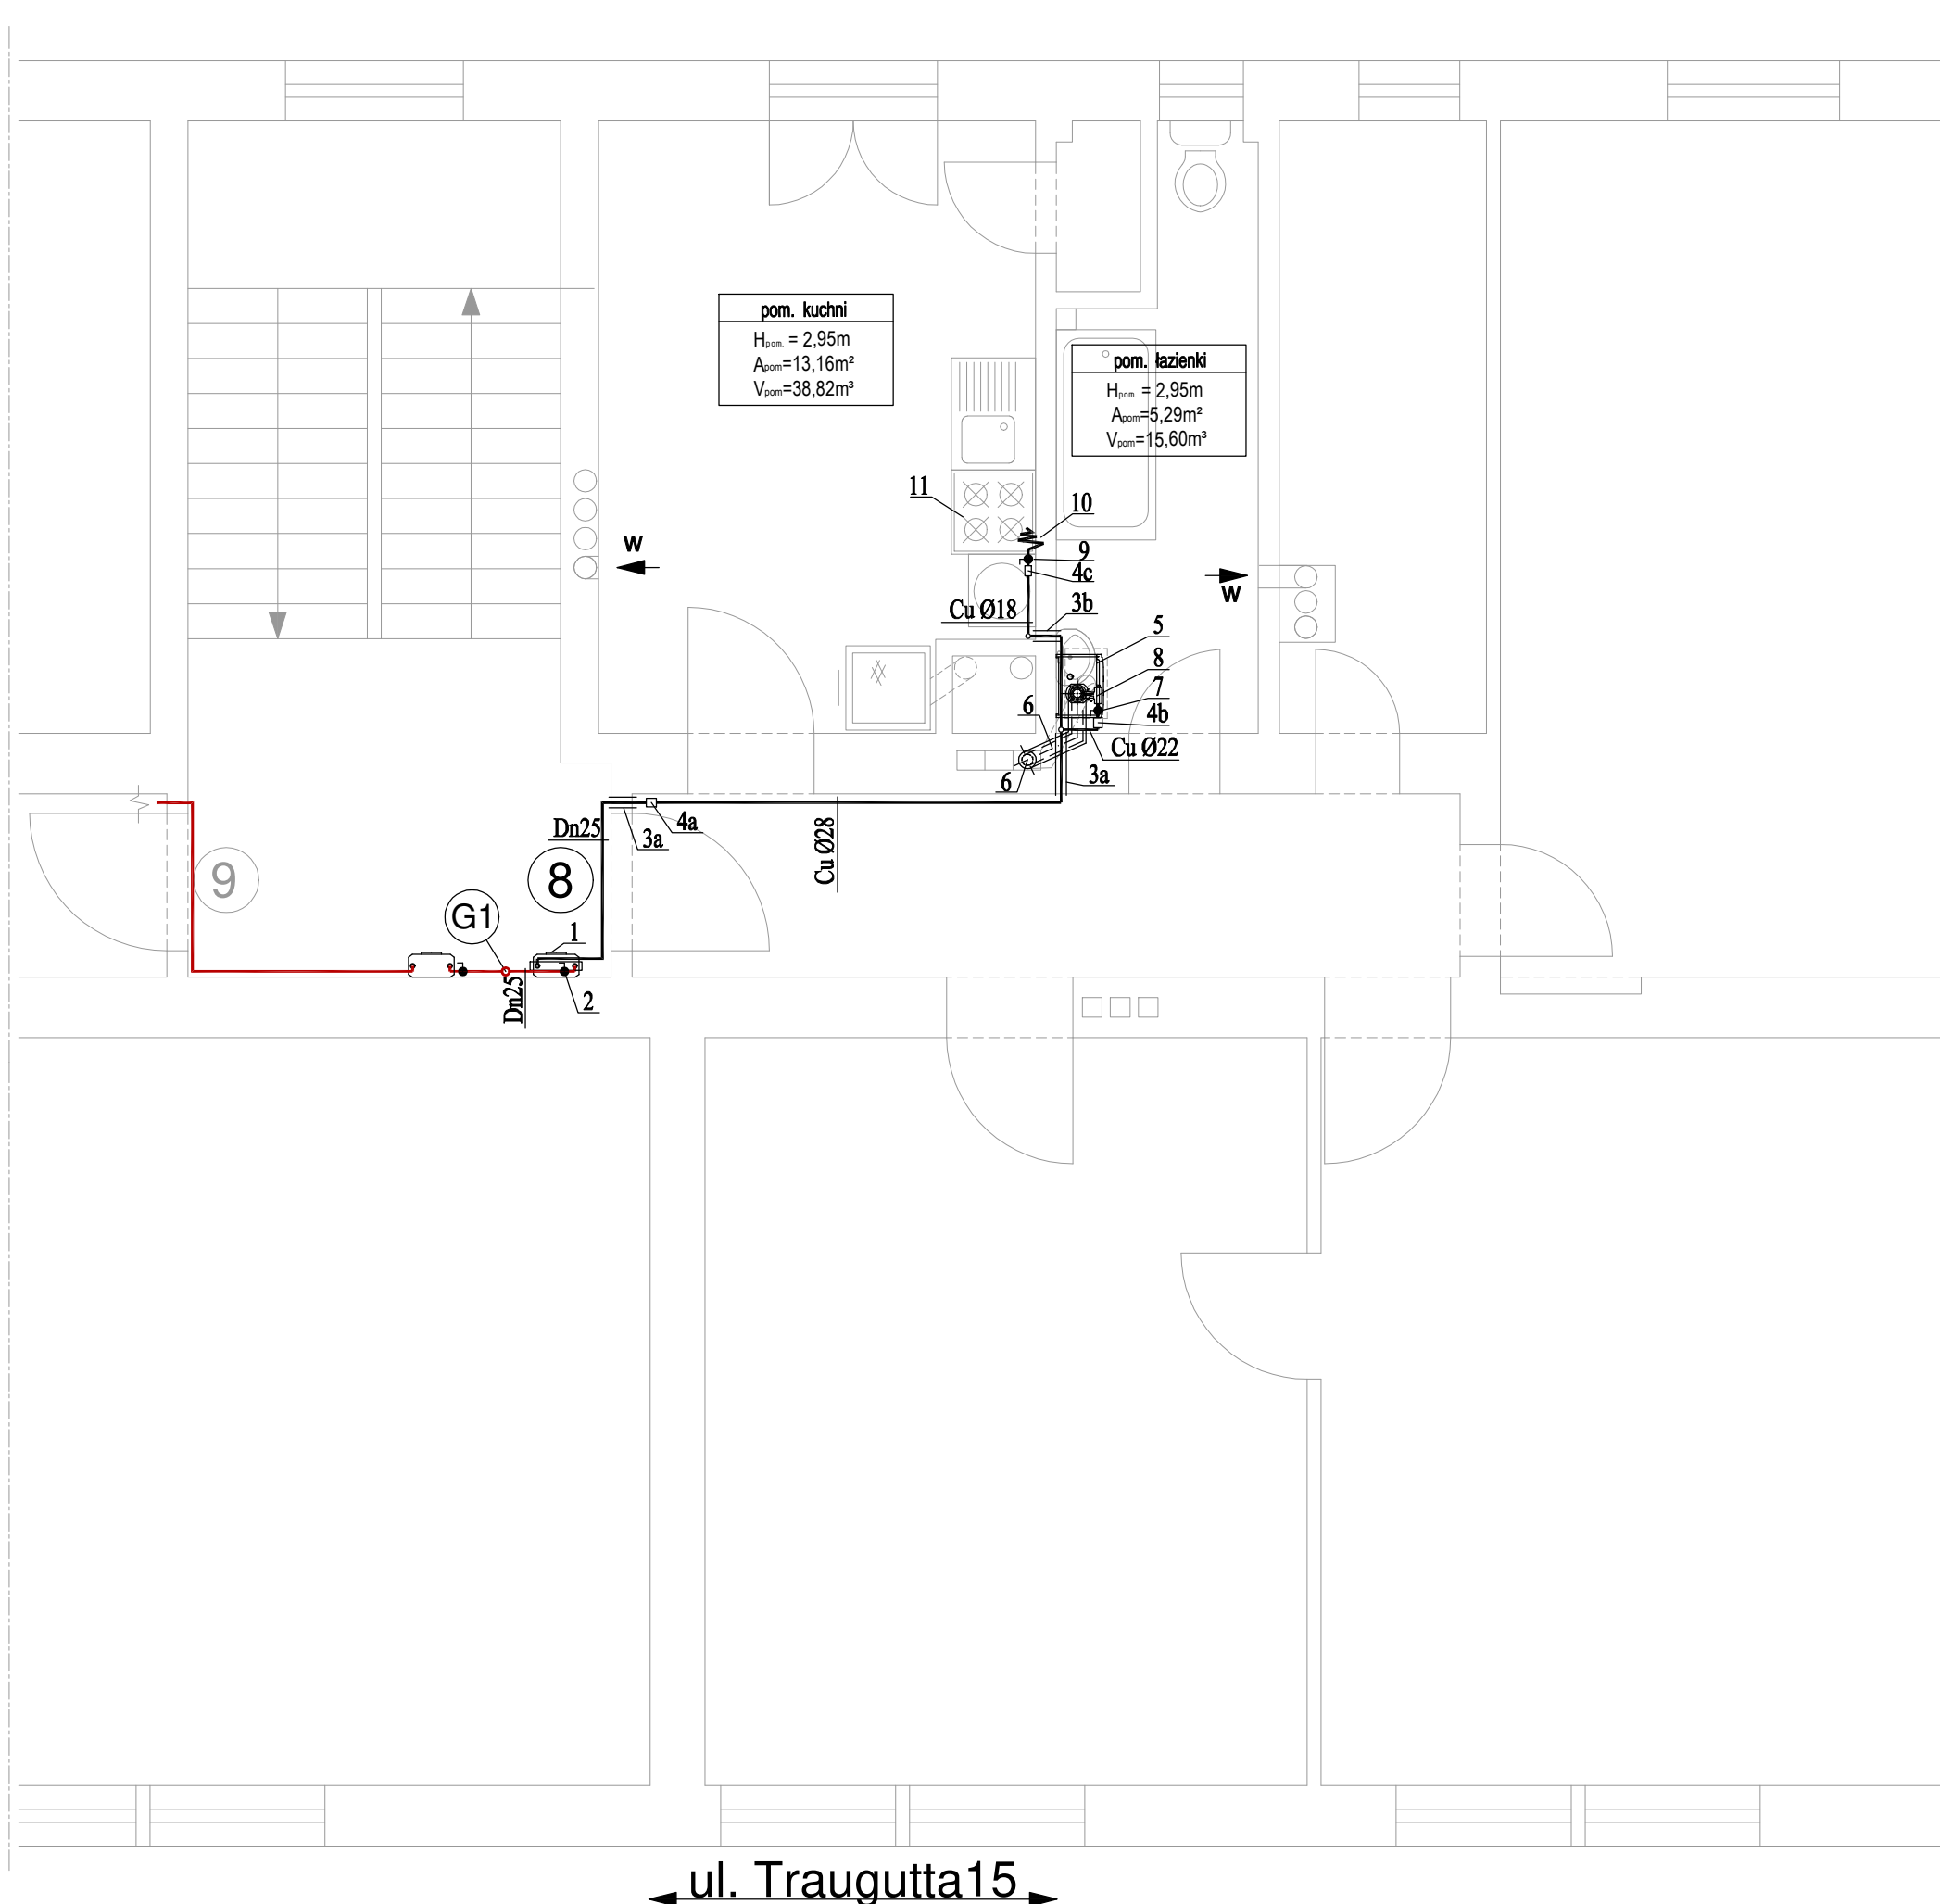 pom. kuchni
Hpom. = 2,95m
Apom=13,16m²
Vpom=38,82m³
pom. łazienki
Hpom. = 2,95m
Apom=5,29m²
Vpom=15,60m³
11
10
W
9
4c
W
Cu Ø18
3b
5
8
7
6
4b
Cu Ø22
6
3a
Dn25
3a
4a
Cu Ø28
9
8
G1
1
Dn25
2
ul. Traugutta15